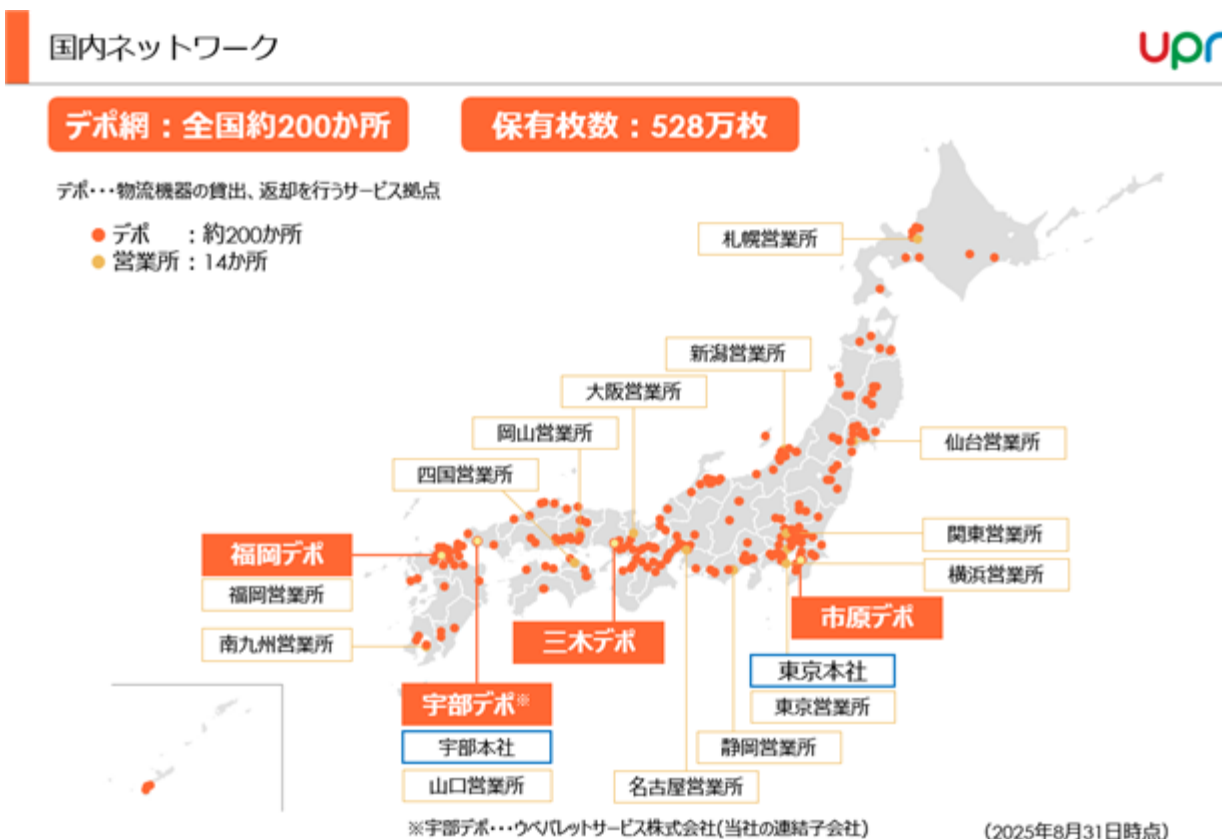 国内ネットワーク
upr
デポ網：全国約200か所
保有枚数：528万枚
デポ・・・物流機器の貸出、返却を行うサービス拠点
デポ　　：約200か所
営業所：14か所
札幌営業所
新潟営業所
大阪営業所
岡山営業所
四国営業所
仙台営業所
関東営業所
横浜営業所
福岡デポ
福岡営業所
南九州営業所
三木デポ
市原デポ
東京本社
東京営業所
宇部デポ※
宇部本社
山口営業所
静岡営業所
名古屋営業所
※宇部デポ・・・ウベパレットサービス株式会社(当社の連結子会社)
(2025年8月31日時点)